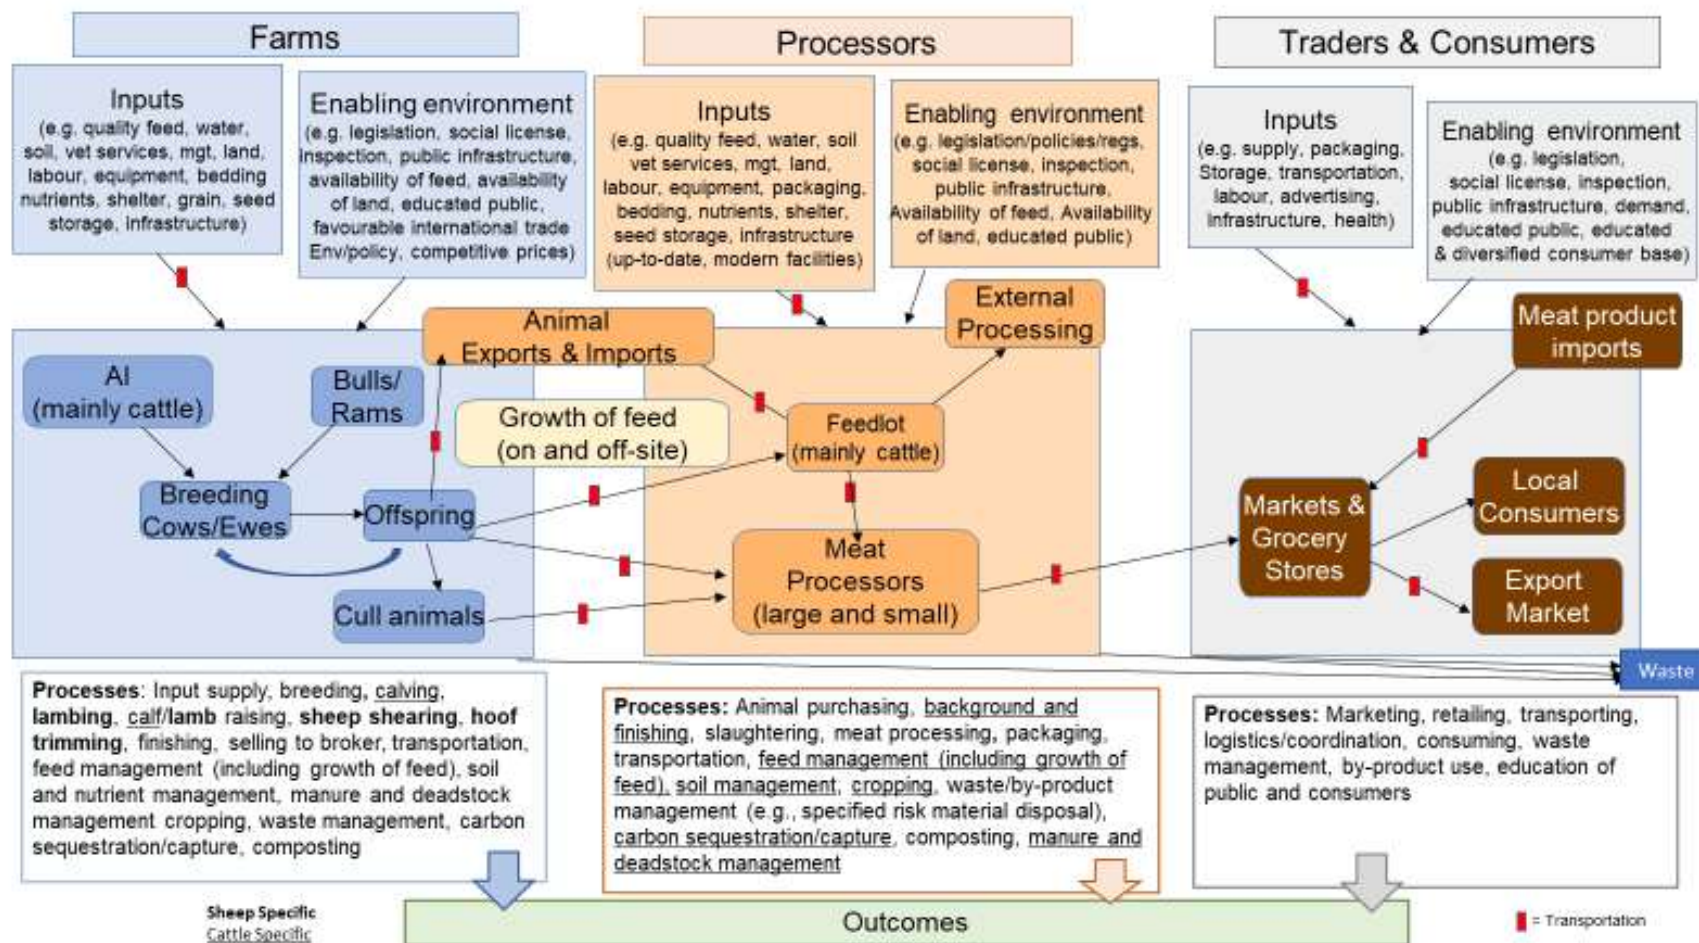 Farms
Processors
Traders & Consumers
Inputs
(e.g. quality feed, water,
soil, vet services, mgt, land,
labour, equipment, bedding
nutrients, shelter, grain, seed
storage, infrastructure)
Enabling environment
(e.g. legislation, social license,
inspection, public infrastructure,
availability of feed, availability
of land, educated public,
favourable international trade
Env/policy, competitive prices)
Inputs
(e.g. quality feed, water, soil
vet services, mgt, land,
labour, equipment, packaging,
bedding, nutrients, shelter,
seed storage, infrastructure
(up-to-date, modern facilities)
Enabling environment
(e.g. legislation/policies/regs,
social license, inspection,
public infrastructure,
Availability of feed, Availability
of land, educated public)
Inputs
(e.g. supply, packaging,
Storage, transportation,
labour, advertising,
Infrastructure, health)
Enabling environment
(e.g. legislation,
social license, inspection,
public infrastructure, demand,
educated public, educated
& diversified consumer base)
AI
(mainly cattle)
Bulls/
Rams
Breeding
Cows/Ewes
Offspring
Cull animals
Animal
Exports & Imports
Growth of feed
(on and off-site)
External
Processing
Feedlot
(mainly cattle)
Meat
Processors
(large and small)
Meat product
imports
Markets &
Grocery
Stores
Local
Consumers
Export
Market
Waste
Processes: Input supply, breeding, calving,
lambing, calf/lamb raising, sheep shearing, hoof
trimming, finishing, selling to broker, transportation,
feed management (including growth of feed), soil
and nutrient management, manure and deadstock
management cropping, waste management, carbon
sequestration/capture, composting
Processes: Animal purchasing, background and
finishing, slaughtering, meat processing, packaging,
transportation, feed management (including growth of
feed), soil management, cropping, waste/by-product
management (e.g., specified risk material disposal),
carbon sequestration/capture, composting, manure and
deadstock management
Processes: Marketing, retailing, transporting,
logistics/coordination, consuming, waste
management, by-product use, education of
public and consumers
Sheep Specific
Cattle Specific
Outcomes
= Transportation